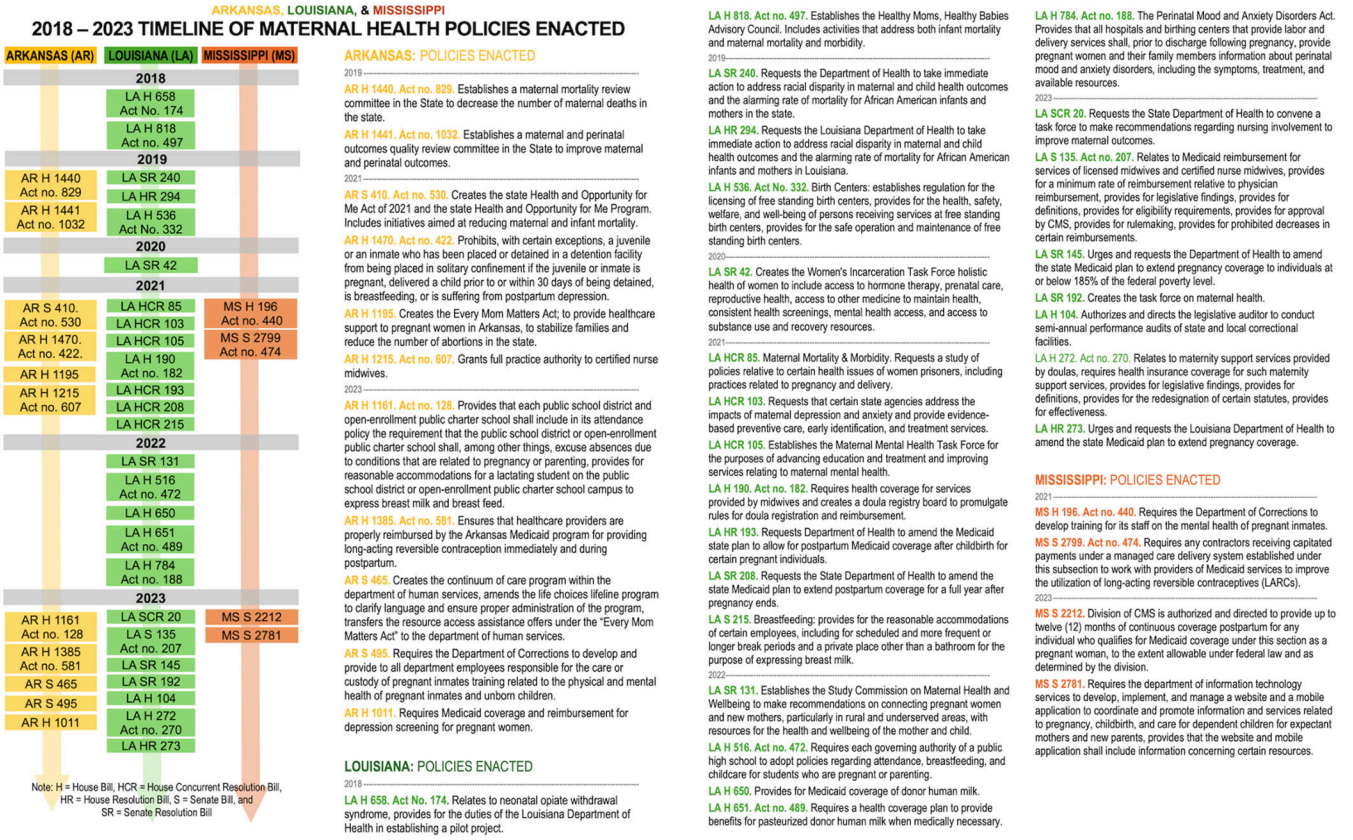 ARKANSAS, LOUISIANA, & MISSISSIPPI
2018 – 2023 TIMELINE OF MATERNAL HEALTH POLICIES ENACTED
ARKANSAS (AR) LOUISIANA (LA) MISSISSIPPI (MS)
2018
LA H 658
Act No. 174
LA H 818
Act no. 497
2019
AR H 1440
Act no. 829
AR H 1441
Act no. 1032
LA SR 240
LA HR 294
LA H 536
Act No. 332
2020
LA SR 42
2021
AR S 410.
Act no. 530
AR H 1470.
Act no. 422.
AR H 1195
AR H 1215
Act no. 607
LA HCR 85
LA HCR 103
LA HCR 105
LA H 190
Act no. 182
LA HCR 193
LA HCR 208
LA HCR 215
MS H 196
Act no. 440
MS S 2799
Act no. 474
2022
LA SR 131
LA H 516
Act no. 472
LA H 650
LA H 651
Act no. 489
LA H 784
Act no. 188
2023
AR H 1161
Act no. 128
AR H 1385
Act no. 581
AR S 465
AR S 495
AR H 1011
LA SCR 20
LA S 135
Act no. 207
LA SR 145
LA SR 192
LA H 104
LA H 272
Act no. 270
LA HR 273
MS S 2212
MS S 2781
Note: H = House Bill, HCR = House Concurrent Resolution Bill,
HR = House Resolution Bill, S = Senate Bill, and
SR = Senate Resolution Bill
ARKANSAS: POLICIES ENACTED
2019
AR H 1440. Act no. 829. Establishes a maternal mortality review
committee in the State to decrease the number of maternal deaths in
the state.
AR H 1441. Act no. 1032. Establishes a maternal and perinatal
outcomes quality review committee in the State to improve maternal
and perinatal outcomes.
2021
AR S 410. Act no. 530. Creates the state Health and Opportunity for
Me Act of 2021 and the state Health and Opportunity for Me Program.
Includes initiatives aimed at reducing maternal and infant mortality.
AR H 1470. Act no. 422. Prohibits, with certain exceptions, a juvenile
or an inmate who has been placed or detained in a detention facility
from being placed in solitary confinement if the juvenile or inmate is
pregnant, delivered a child prior to or within 30 days of being detained,
is breastfeeding, or is suffering from postpartum depression.
AR H 1195. Creates the Every Mom Matters Act; to provide healthcare
support to pregnant women in Arkansas, to stabilize families and
reduce the number of abortions in the state.
AR H 1215. Act no. 607. Grants full practice authority to certified nurse
midwives.
2023
AR H 1161. Act no. 128. Provides that each public school district and
open-enrollment public charter school shall include in its attendance
policy the requirement that the public school district or open-enrollment
public charter school shall, among other things, excuse absences due
to conditions that are related to pregnancy or parenting, provides for
reasonable accommodations for a lactating student on the public
school district or open-enrollment public charter school campus to
express breast milk and breast feed.
AR H 1385. Act no. 581. Ensures that healthcare providers are
properly reimbursed by the Arkansas Medicaid program for providing
long-acting reversible contraception immediately and during
postpartum.
AR S 465. Creates the continuum of care program within the
department of human services, amends the life choices lifeline program
to clarify language and ensure proper administration of the program,
transfers the resource access assistance offers under the “Every Mom
Matters Act” to the department of human services.
AR S 495. Requires the Department of Corrections to develop and
provide to all department employees responsible for the care or
custody of pregnant inmates training related to the physical and mental
health of pregnant inmates and unborn children.
AR H 1011. Requires Medicaid coverage and reimbursement for
depression screening for pregnant women.
LOUISIANA: POLICIES ENACTED
2018
LA H 658. Act No. 174. Relates to neonatal opiate withdrawal
syndrome, provides for the duties of the Louisiana Department of
Health in establishing a pilot project.
LA H 818. Act no. 497. Establishes the Healthy Moms, Healthy Babies
Advisory Council. Includes activities that address both infant mortality
and maternal mortality and morbidity.
2019
LA SR 240. Requests the Department of Health to take immediate
action to address racial disparity in maternal and child health outcomes
and the alarming rate of mortality for African American infants and
mothers in the state.
LA HR 294. Requests the Louisiana Department of Health to take
immediate action to address racial disparity in maternal and child
health outcomes and the alarming rate of mortality for African American
infants and mothers in Louisiana.
LA H 536. Act No. 332. Birth Centers: establishes regulation for the
licensing of free standing birth centers, provides for the health, safety,
welfare, and well-being of persons receiving services at free standing
birth centers, provides for the safe operation and maintenance of free
standing birth centers.
2020
LA SR 42. Creates the Women's Incarceration Task Force holistic
health of women to include access to hormone therapy, prenatal care,
reproductive health, access to other medicine to maintain health,
consistent health screenings, mental health access, and access to
substance use and recovery resources.
2021
LA HCR 85. Maternal Mortality & Morbidity. Requests a study of
policies relative to certain health issues of women prisoners, including
practices related to pregnancy and delivery.
LA HCR 103. Requests that certain state agencies address the
impacts of maternal depression and anxiety and provide evidence-
based preventive care, early identification, and treatment services.
LA HCR 105. Establishes the Maternal Mental Health Task Force for
the purposes of advancing education and treatment and improving
services relating to maternal mental health.
LA H 190. Act no. 182. Requires health coverage for services
provided by midwives and creates a doula registry board to promulgate
rules for doula registration and reimbursement.
LA HR 193. Requests Department of Health to amend the Medicaid
state plan to allow for postpartum Medicaid coverage after childbirth for
certain pregnant individuals.
LA SR 208. Requests the State Department of Health to amend the
state Medicaid plan to extend postpartum coverage for a full year after
pregnancy ends.
LA S 215. Breastfeeding: provides for the reasonable accommodations
of certain employees, including for scheduled and more frequent or
longer break periods and a private place other than a bathroom for the
purpose of expressing breast milk.
2022
LA SR 131. Establishes the Study Commission on Maternal Health and
Wellbeing to make recommendations on connecting pregnant women
and new mothers, particularly in rural and underserved areas, with
resources for the health and wellbeing of the mother and child.
LA H 516. Act no. 472. Requires each governing authority of a public
high school to adopt policies regarding attendance, breastfeeding, and
childcare for students who are pregnant or parenting.
LA H 650. Provides for Medicaid coverage of donor human milk.
LA H 651. Act no. 489. Requires a health coverage plan to provide
benefits for pasteurized donor human milk when medically necessary.
LA H 784. Act no. 188. The Perinatal Mood and Anxiety Disorders Act.
Provides that all hospitals and birthing centers that provide labor and
delivery services shall, prior to discharge following pregnancy, provide
pregnant women and their family members information about perinatal
mood and anxiety disorders, including the symptoms, treatment, and
available resources.
2023
LA SCR 20. Requests the State Department of Health to convene a
task force to make recommendations regarding nursing involvement to
improve maternal outcomes.
LA S 135. Act no. 207. Relates to Medicaid reimbursement for
services of licensed midwives and certified nurse midwives, provides
for a minimum rate of reimbursement relative to physician
reimbursement, provides for legislative findings, provides for
definitions, provides for eligibility requirements, provides for approval
by CMS, provides for rulemaking, provides for prohibited decreases in
certain reimbursements.
LA SR 145. Urges and requests the Department of Health to amend
the state Medicaid plan to extend pregnancy coverage to individuals at
or below 185% of the federal poverty level.
LA SR 192. Creates the task force on maternal health.
LA H 104. Authorizes and directs the legislative auditor to conduct
semi-annual performance audits of state and local correctional
facilities.
LA H 272. Act no. 270. Relates to maternity support services provided
by doulas, requires health insurance coverage for such maternity
support services, provides for legislative findings, provides for
definitions, provides for the redesignation of certain statutes, provides
for effectiveness.
LA HR 273. Urges and requests the Louisiana Department of Health to
amend the state Medicaid plan to extend pregnancy coverage.
MISSISSIPPI: POLICIES ENACTED
2021
MS H 196. Act no. 440. Requires the Department of Corrections to
develop training for its staff on the mental health of pregnant inmates.
MS S 2799. Act no. 474. Requires any contractors receiving capitated
payments under a managed care delivery system established under
this subsection to work with providers of Medicaid services to improve
the utilization of long-acting reversible contraceptives (LARCs).
2023
MS S 2212. Division of CMS is authorized and directed to provide up to
twelve (12) months of continuous coverage postpartum for any
individual who qualifies for Medicaid coverage under this section as a
pregnant woman, to the extent allowable under federal law and as
determined by the division.
MS S 2781. Requires the department of information technology
services to develop, implement, and manage a website and a mobile
application to coordinate and promote information and services related
to pregnancy, childbirth, and care for dependent children for expectant
mothers and new parents, provides that the website and mobile
application shall include information concerning certain resources.